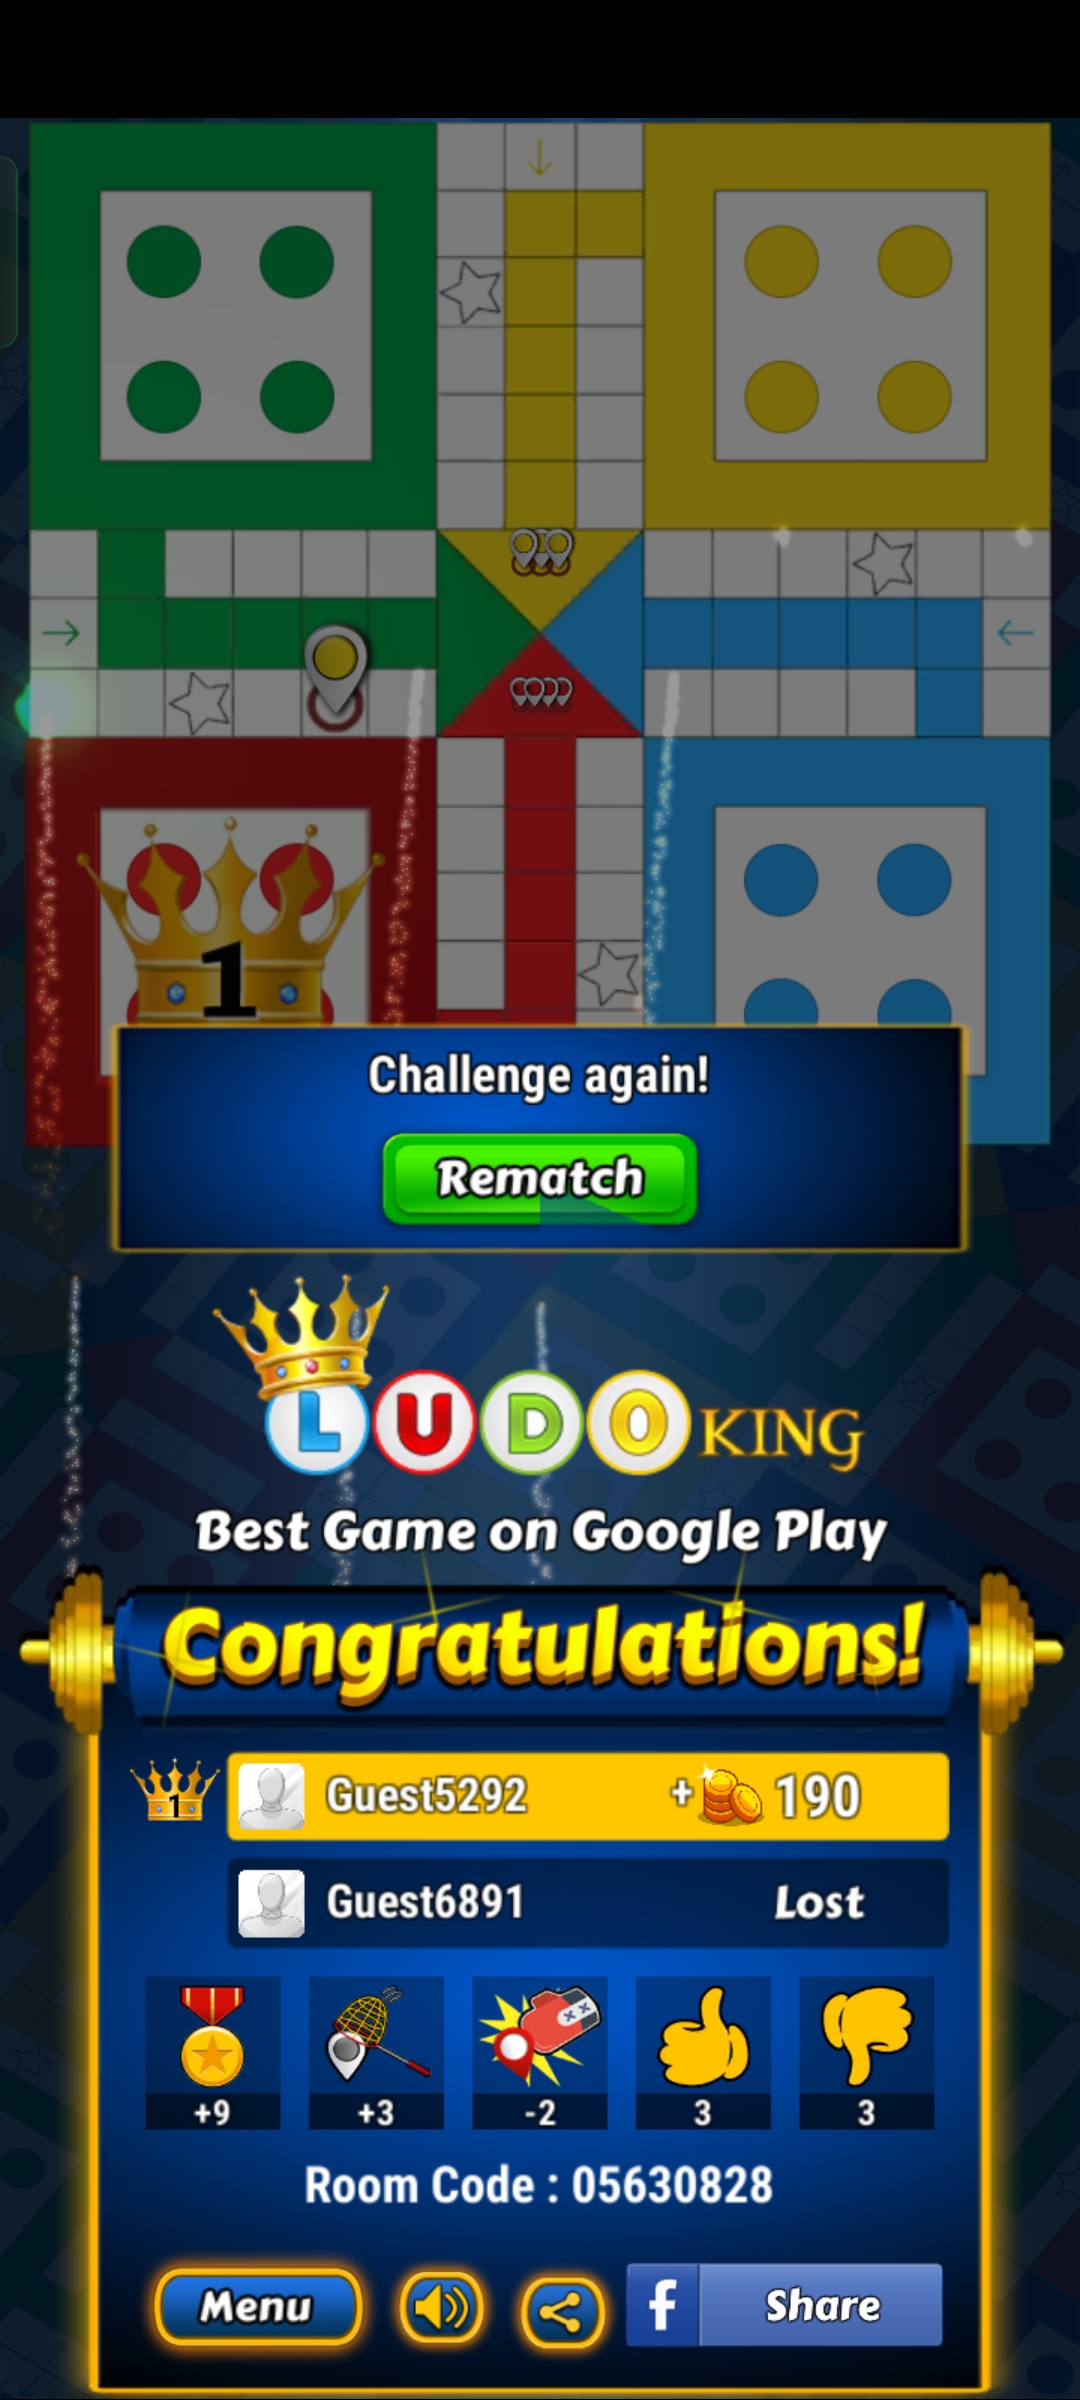 1
Challenge again!
Rematch
LUDO KING
Best Game on Google Play
Congratulations!
1 Guest5292 + 190
Guest6891 Lost
+9 +3 -2 3 3
Room Code : 05630828
Menu f Share